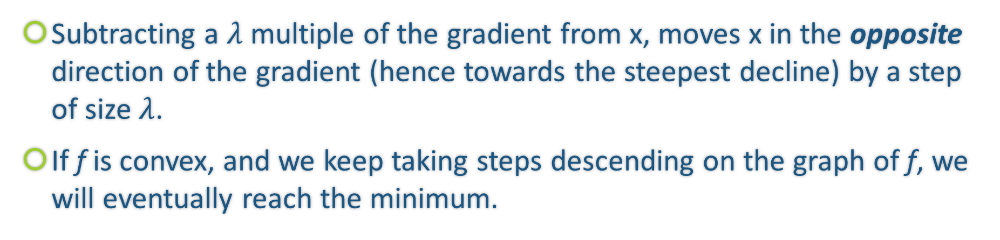 Subtracting a λ multiple of the gradient from x, moves x in the opposite
direction of the gradient (hence towards the steepest decline) by a step
of size λ.
If f is convex, and we keep taking steps descending on the graph of f, we
will eventually reach the minimum.